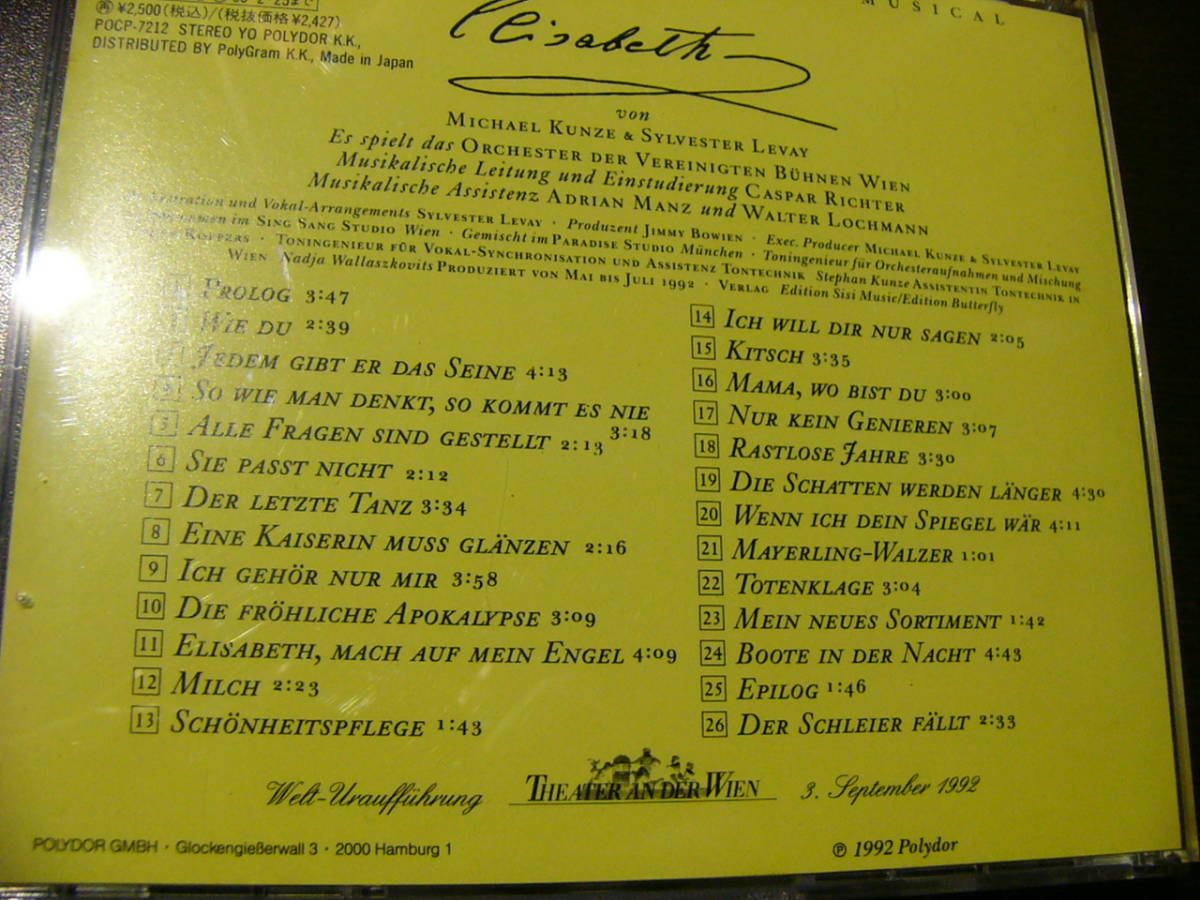 MUSICAL
¥2,500(税込)/(税抜価格¥2,427)
POCP-7212 STEREO YO POLYDOR K.K.,
DISTRIBUTED BY PolyGram K.K., Made in Japan
Elisabeth
von
MICHAEL KUNZE & SYLVESTER LEVAY
Es spielt das ORCHESTER DER VEREINIGTEN BÜHNEN WIEN
Musikalische Leitung und Einstudierung CASPAR RICHTER
Musikalische Assistenz ADRIAN MANZ und WALTER LOCHMANN
und Vokal-Arrangements SYLVESTER LEVAY · Produzent JIMMY BOWIEN · Exec. Producer MICHAEL KUNZE & SYLVESTER LEVAY
im SING SANG STUDIO Wien · Gemischt im PARADISE STUDIO München · Toningenieur für Orchesteraufnahmen und Mischung
KOPPERS · TONINGENIEUR FÜR VOKAL-SYNCHRONISATION UND ASSISTENZ TONTECHNIK Stephan Kunze ASSISTENTIN TONTECHNIK IN
WIEN Nadja Wallaszkovits PRODUZIERT VON MAI BIS JULI 1992 · VERLAG Edition Sisi Music/Edition Butterfly
PROLOG 3:47
WIE DU 2:39
JEDEM GIBT ER DAS SEINE 4:13
SO WIE MAN DENKT, SO KOMMT ES NIE
3:18
5 ALLE FRAGEN SIND GESTELLT 2:13
6 SIE PASST NICHT 2:12
7 DER LETZTE TANZ 3:34
8 EINE KAISERIN MUSS GLÄNZEN 2:16
9 ICH GEHÖR NUR MIR 3:58
10 DIE FRÖHLICHE APOKALYPSE 3:09
11 ELISABETH, MACH AUF MEIN ENGEL 4:09
12 MILCH 2:23
13 SCHÖNHEITSPFLEGE 1:43
14 ICH WILL DIR NUR SAGEN 2:05
15 KITSCH 3:35
16 MAMA, WO BIST DU 3:00
17 NUR KEIN GENIEREN 3:07
18 RASTLOSE JAHRE 3:30
19 DIE SCHATTEN WERDEN LÄNGER 4:30
20 WENN ICH DEIN SPIEGEL WÄR 4:11
21 MAYERLING-WALZER 1:01
22 TOTENKLAGE 3:04
23 MEIN NEUES SORTIMENT 1:42
24 BOOTE IN DER NACHT 4:43
25 EPILOG 1:46
26 DER SCHLEIER FÄLLT 2:33
Welt-Uraufführung THEATER AN DER WIEN 3. September 1992
POLYDOR GMBH · Glockengießerwall 3 · 2000 Hamburg 1
℗ 1992 Polydor